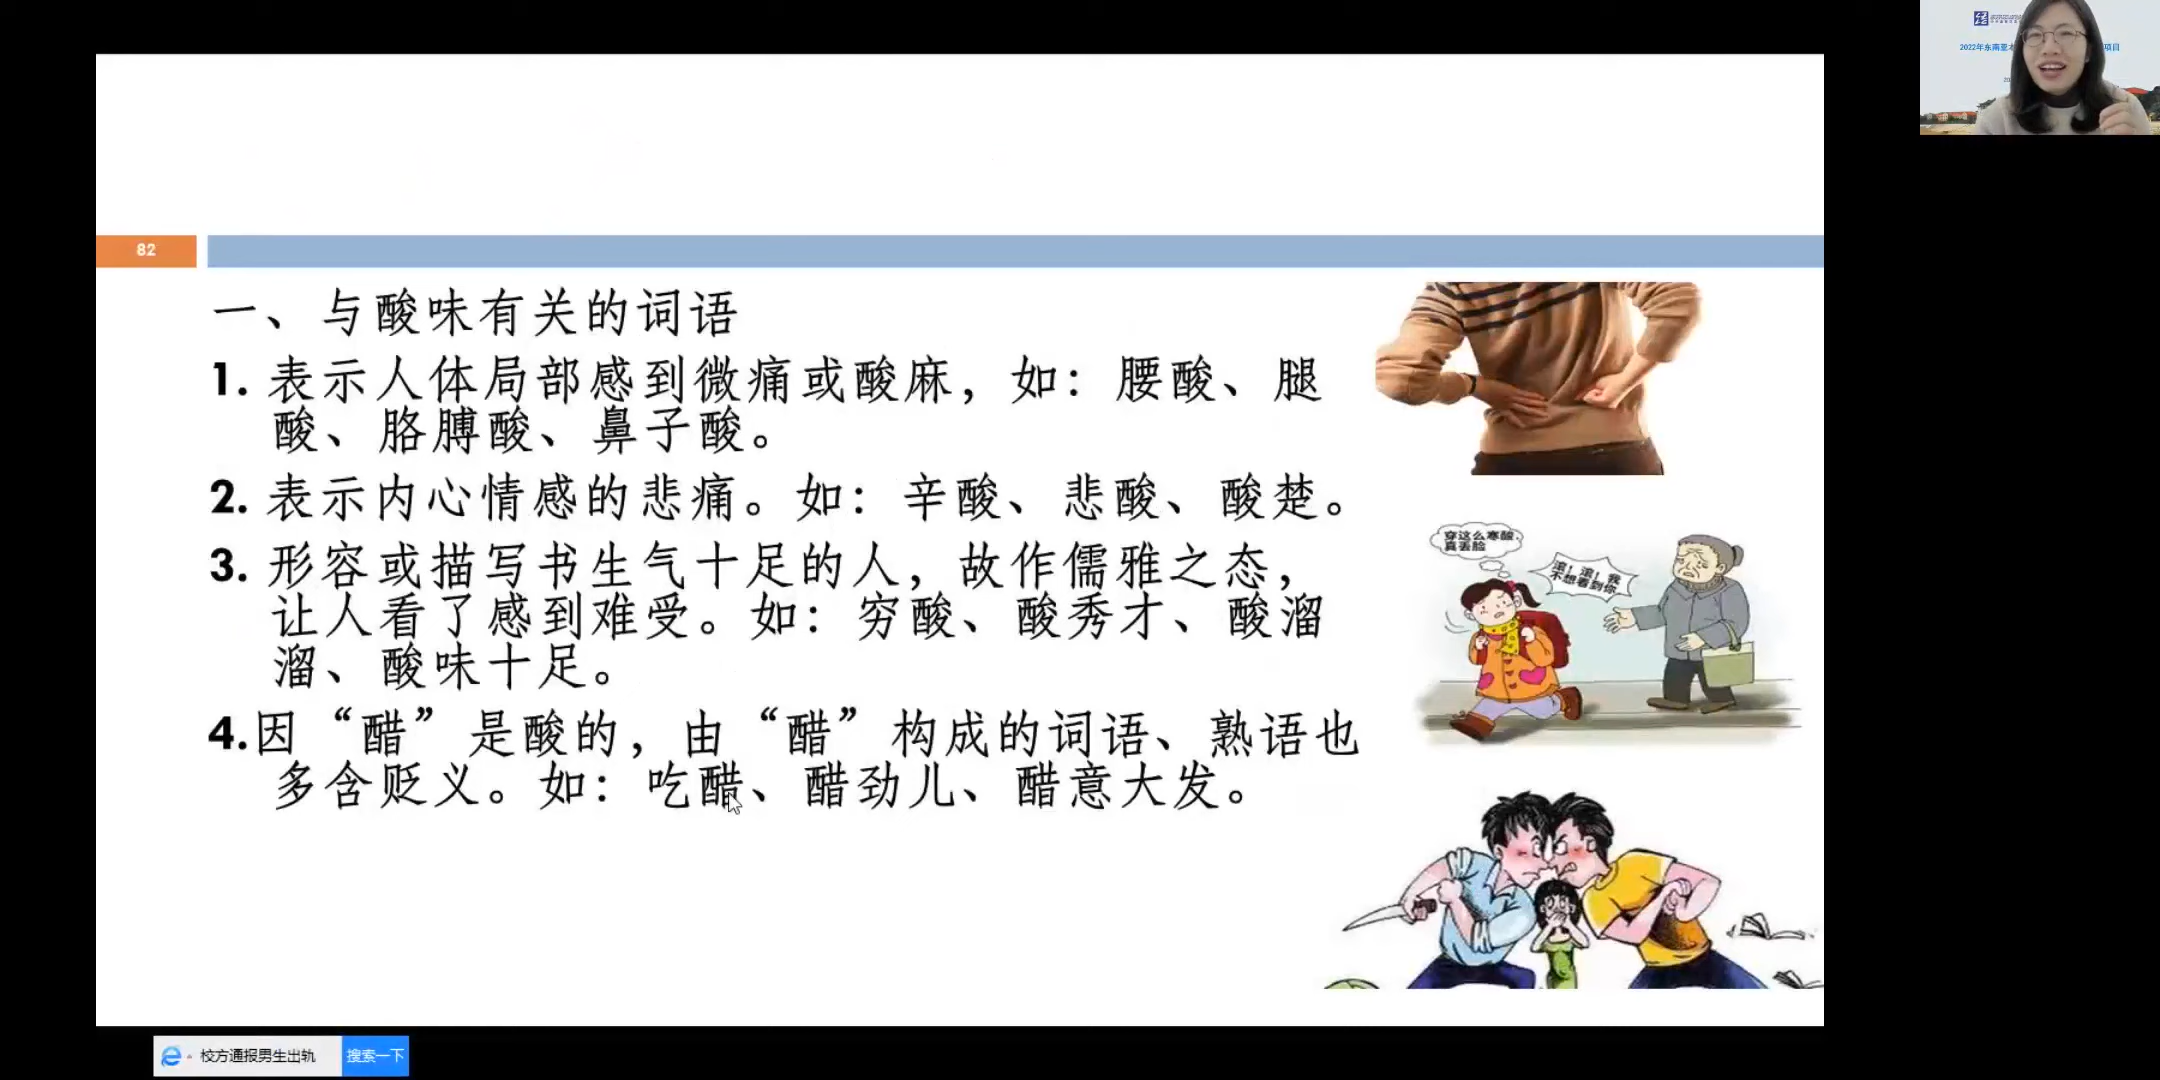 2022年东南亚
项目
82
一、与酸味有关的词语
1. 表示人体局部感到微痛或酸麻，如：腰酸、腿
酸、胳膊酸、鼻子酸。
2. 表示内心情感的悲痛。如：辛酸、悲酸、酸楚。
3. 形容或描写书生气十足的人，故作儒雅之态，
让人看了感到难受。如：穷酸、酸秀才、酸溜
溜、酸味十足。
4.因“醋”是酸的，由“醋”构成的词语、熟语也
多含贬义。如：吃醋、醋劲儿、醋意大发。
穿这么寒酸，
真丢脸
滚！滚！我
不想看到你
校方通报男生出轨
搜索一下